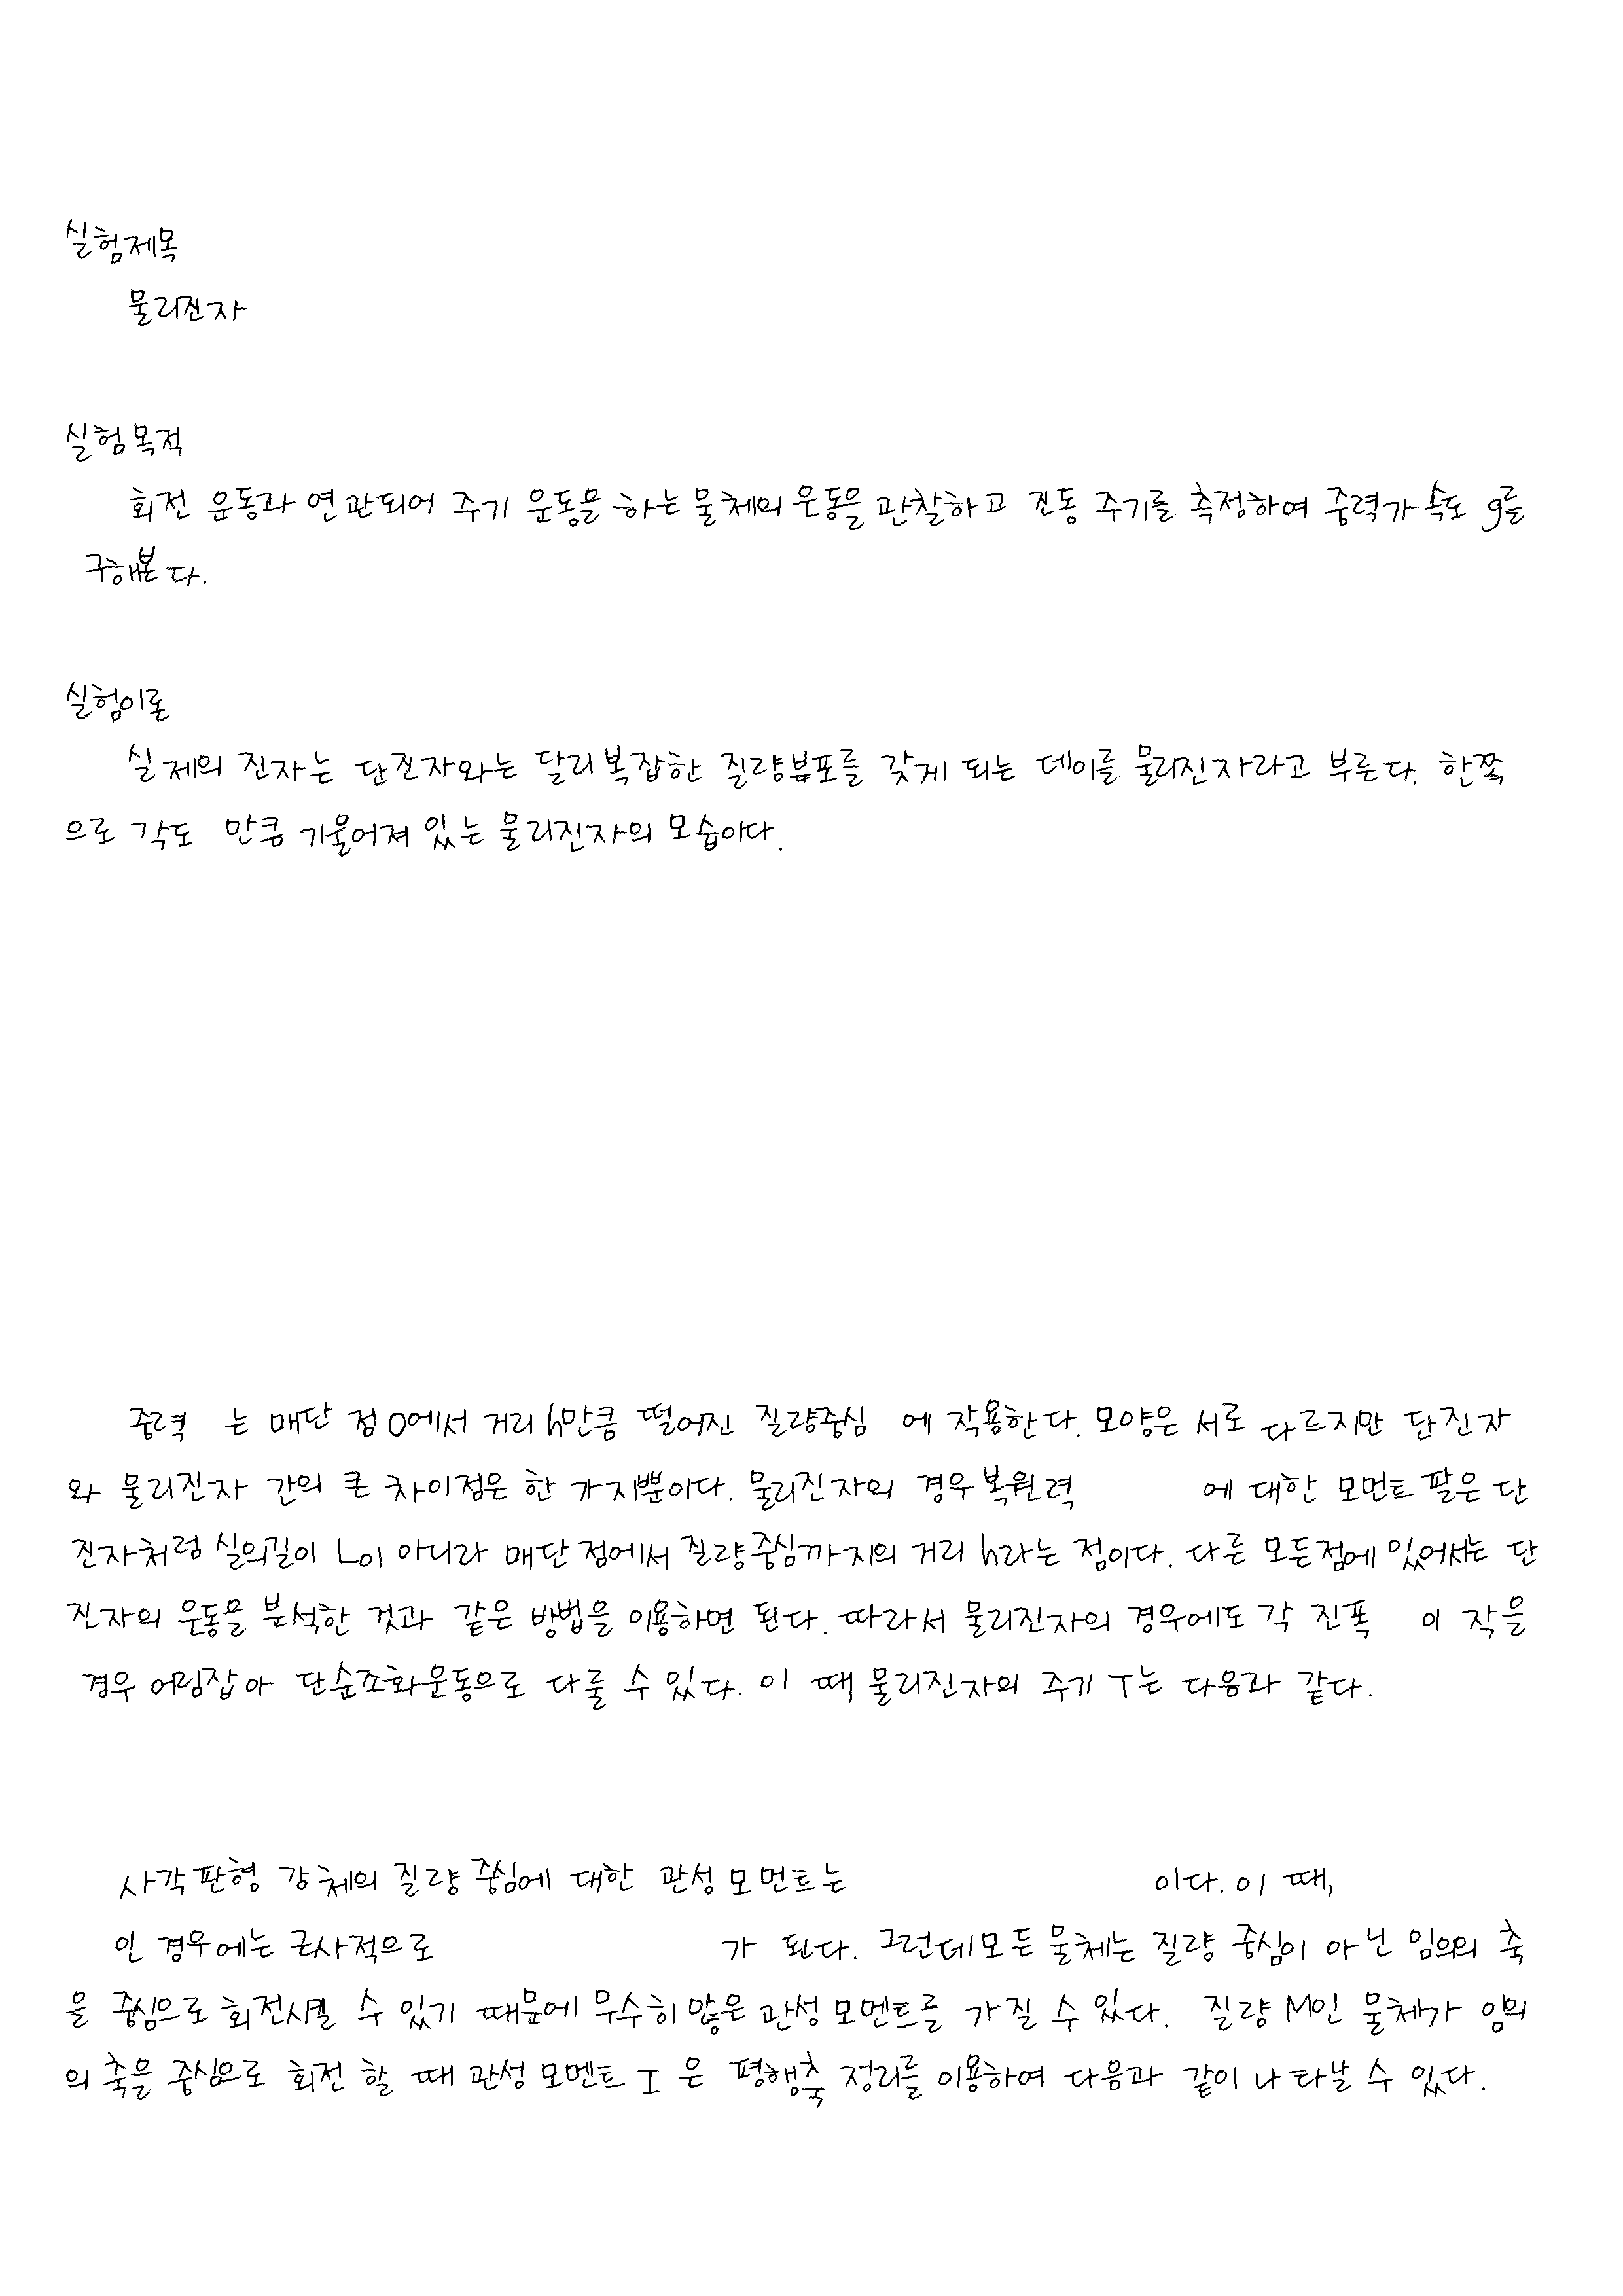 실험제목
물리진자
실험목적
회전 운동과 연관되어 주기 운동을 하는 물체의 운동을 관찰하고 진동 주기를 측정하여 중력가속도 g를
구해본다.
실험이론
실제의 진자는 단진자와는 달리 복잡한 질량분포를 갖게 되는데 이를 물리진자라고 부른다. 한쪽
으로 각도 만큼 기울어져 있는 물리진자의 모습이다.
중력 는 매단 점 O에서 거리 h만큼 떨어진 질량중심 에 작용한다. 모양은 서로 다르지만 단진자
와 물리진자 간의 큰 차이점은 한 가지뿐이다. 물리진자의 경우 복원력 에 대한 모먼트 팔은 단
진자처럼 실의길이 L이 아니라 매단 점에서 질량중심까지의 거리 h라는 점이다. 다른 모든점에 있어서는 단
진자의 운동을 분석한 것과 같은 방법을 이용하면 된다. 따라서 물리진자의 경우에도 각 진폭 이 작을
경우 어림잡아 단순조화운동으로 다룰 수 있다. 이 때 물리진자의 주기 T는 다음과 같다.
사각판형 강체의 질량 중심에 대한 관성 모먼트는 이다. 이 때,
인 경우에는 근사적으로 가 된다. 그런데 모든 물체는 질량 중심이 아닌 임의의 축
을 중심으로 회전시킬 수 있기 때문에 무수히 많은 관성 모멘트를 가질 수 있다. 질량 M인 물체가 임의
의 축을 중심으로 회전 할 때 관성 모멘트 I 은 평행축 정리를 이용하여 다음과 같이 나타낼 수 있다.